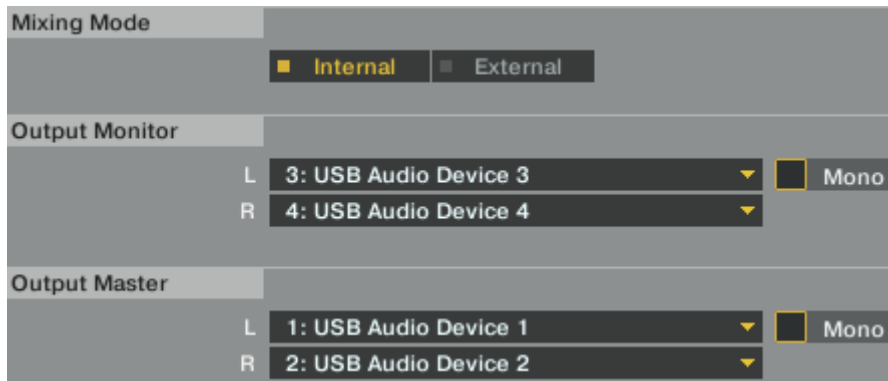 Mixing Mode
Internal External
Output Monitor
L 3: USB Audio Device 3 Mono
R 4: USB Audio Device 4
Output Master
L 1: USB Audio Device 1 Mono
R 2: USB Audio Device 2